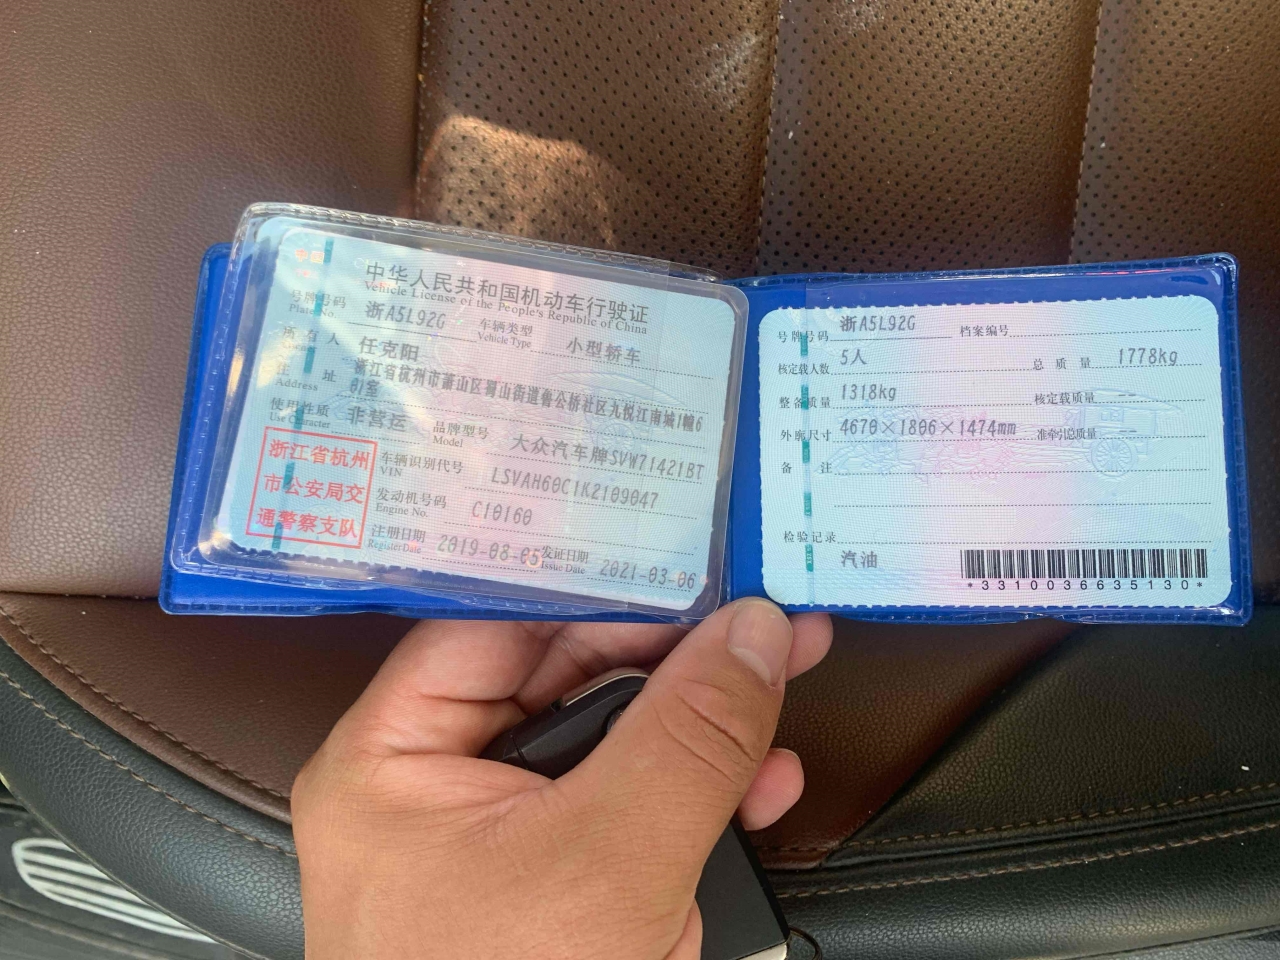 中华人民共和国机动车行驶证
Vehicle License of the People's Republic of China
号牌号码 浙A5L92G 车辆类型 小型轿车
Plate No. Vehicle Type
所有人 任克阳
住址 浙江省杭州市萧山区蜀山街道曾公桥社区九悦江南城1幢6
Address 01室
使用性质 非营运 品牌型号 大众汽车牌SVW71421BT
Use Character Model
浙江省杭州
市公安局交
通警察支队
车辆识别代号 LSVAH60C1K2109047
VIN
发动机号码 C10160
Engine No.
注册日期 2019-08-05 发证日期 2021-03-06
Register Date Issue Date
号牌号码 浙A5L92G 档案编号
核定载人数 5人 总质量 1778kg
整备质量 1318kg 核定载质量 --
外廓尺寸 4670×1806×1474mm 准牵引总质量 --
备注
检验记录
汽油
*3310036635130*